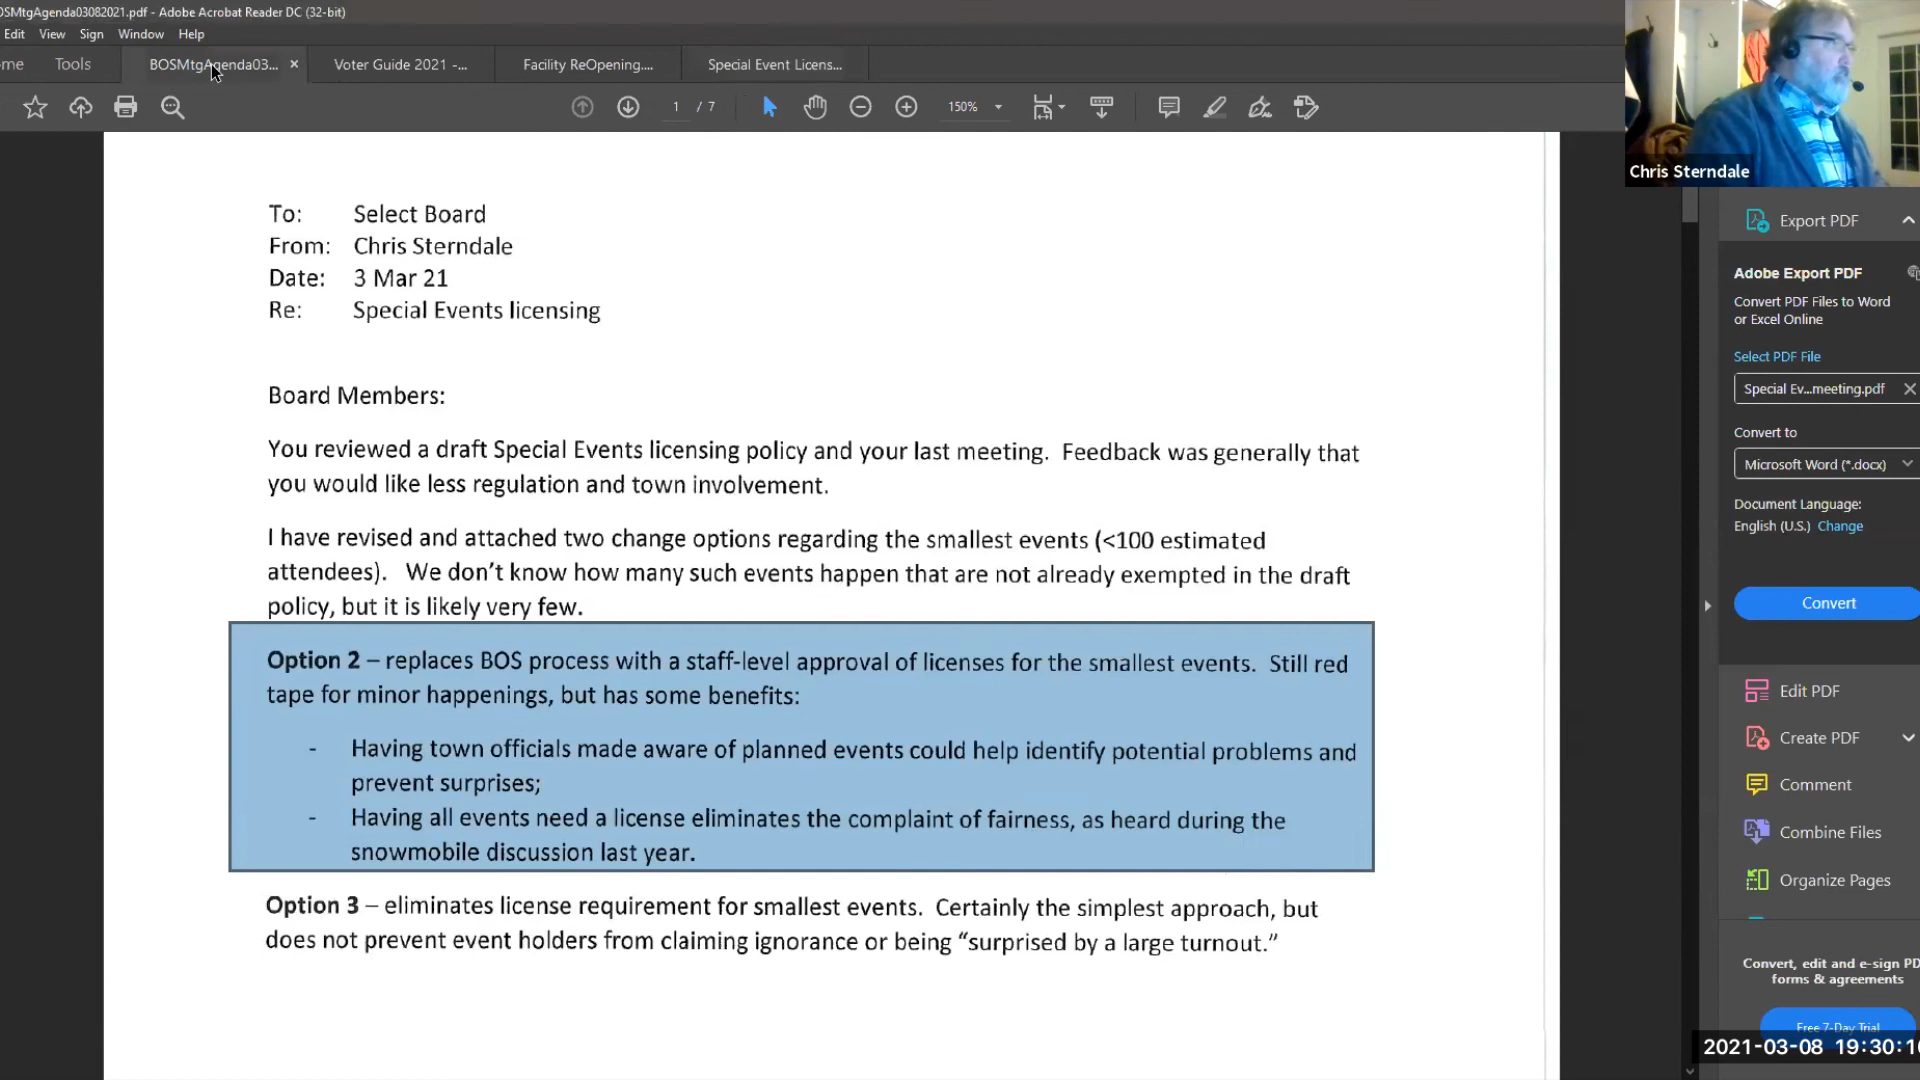 OSMtgAgenda03082021.pdf - Adobe Acrobat Reader DC (32-bit)
Edit View Sign Window Help
me Tools BOSMtgAgenda03... × Voter Guide 2021 -... Facility ReOpening.... Special Event Licens...
1 / 7 150%
Chris Sterndale
To: Select Board
From: Chris Sterndale
Date: 3 Mar 21
Re: Special Events licensing
Board Members:
You reviewed a draft Special Events licensing policy and your last meeting. Feedback was generally that
you would like less regulation and town involvement.
I have revised and attached two change options regarding the smallest events (<100 estimated
attendees). We don't know how many such events happen that are not already exempted in the draft
policy, but it is likely very few.
Option 2 – replaces BOS process with a staff-level approval of licenses for the smallest events. Still red
tape for minor happenings, but has some benefits:
- Having town officials made aware of planned events could help identify potential problems and
prevent surprises;
- Having all events need a license eliminates the complaint of fairness, as heard during the
snowmobile discussion last year.
Option 3 – eliminates license requirement for smallest events. Certainly the simplest approach, but
does not prevent event holders from claiming ignorance or being “surprised by a large turnout.”
Export PDF
Adobe Export PDF
Convert PDF Files to Word
or Excel Online
Select PDF File
Special Ev...meeting.pdf
Convert to
Microsoft Word (*.docx)
Document Language:
English (U.S.) Change
Convert
Edit PDF
Create PDF
Comment
Combine Files
Organize Pages
Convert, edit and e-sign PD
forms & agreements
Free 7-Day Trial
2021-03-08 19:30:1